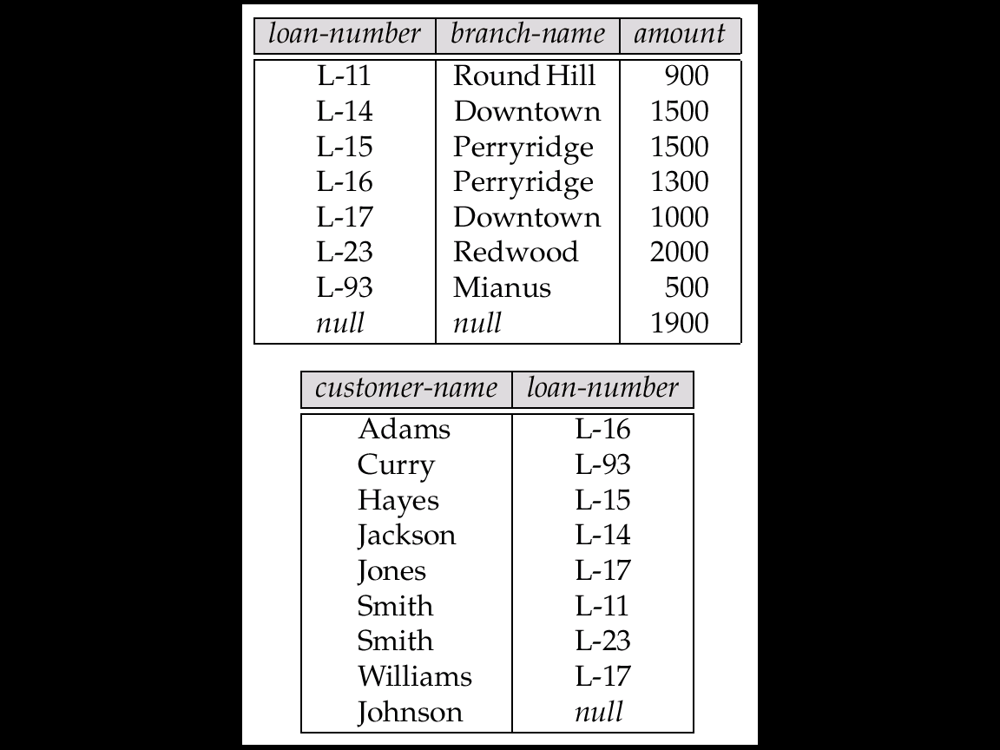 loan-number branch-name amount
L-11 Round Hill 900
L-14 Downtown 1500
L-15 Perryridge 1500
L-16 Perryridge 1300
L-17 Downtown 1000
L-23 Redwood 2000
L-93 Mianus 500
null null 1900
customer-name loan-number
Adams L-16
Curry L-93
Hayes L-15
Jackson L-14
Jones L-17
Smith L-11
Smith L-23
Williams L-17
Johnson null